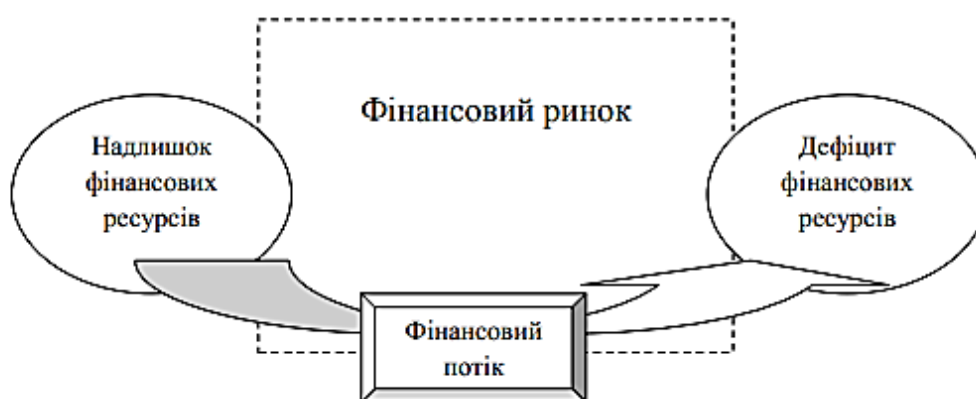 Фінансовий ринок
Надлишок
фінансових
ресурсів
Дефіцит
фінансових
ресурсів
Фінансовий
потік